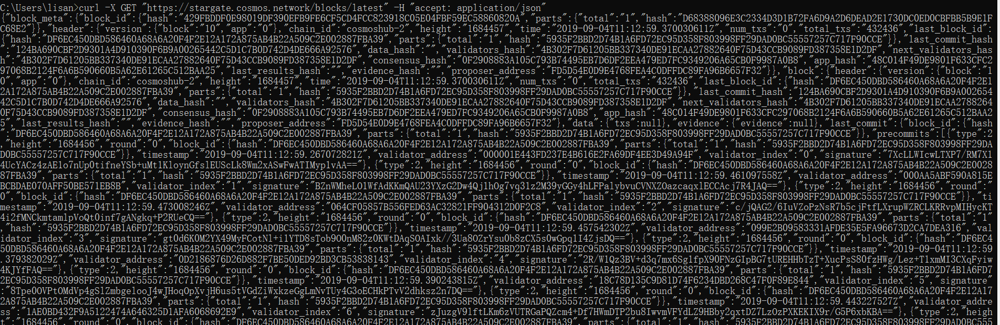 C:\Users\lisan>curl -X GET "https://stargate.cosmos.network/blocks/latest" -H "accept: application/json"
{"block_meta":{"block_id":{"hash":"429FBDDF0E98019DF390EFB9FE6CF5CD4FCC823918C05E04FBF59EC58860820A","parts":{"total":"1","hash":"D68388096E3C2334D3D1B72FA6D9A2D6DEAD2E1730DC0ED0CBFBB5B9E1F
C68E2"}},"header":{"version":{"block":"10","app":"0"},"chain_id":"cosmoshub-2","height":"1684457","time":"2019-09-04T11:12:59.370030611Z","num_txs":"0","total_txs":"432436","last_block_id":
{"hash":"DF6EC450DBD586460A68A6A20F4F2E12A172A875AB4B22A509C2E002887FBA39","parts":{"total":"1","hash":"5935F2BBD2D74B1A6FD72EC95D358F803998FF29DAD0BC55557257C717F90CCE"}},"last_commit_hash
":"124BA690CBF2D9301A4D910390F6B9A00265442C5D1C7B0D742D4DE666A92576","data_hash":"","validators_hash":"4B302F7D61205BB337340DE91ECAA27882640F75D43CCB9089FD387358E1D2DF","next_validators_has
h":"4B302F7D61205BB337340DE91ECAA27882640F75D43CCB9089FD387358E1D2DF","consensus_hash":"0F2908883A105C793B74495EB7D6DF2EEA479ED7FC9349206A65CB0F9987A0B8","app_hash":"48C014F49DE9801F633CFC2
97068B2124F6A6B590660B5A62E61265C512BAA25","last_results_hash":"","evidence_hash":"","proposer_address":"FD5D54E0D9E4768FEA4C0DFFDC89FA96B6657F32"}},"block":{"header":{"version":{"block":"1
0","app":"0"},"chain_id":"cosmoshub-2","height":"1684457","time":"2019-09-04T11:12:59.370030611Z","num_txs":"0","total_txs":"432436","last_block_id":{"hash":"DF6EC450DBD586460A68A6A20F4F2E1
2A172A875AB4B22A509C2E002887FBA39","parts":{"total":"1","hash":"5935F2BBD2D74B1A6FD72EC95D358F803998FF29DAD0BC55557257C717F90CCE"}},"last_commit_hash":"124BA690CBF2D9301A4D910390F6B9A002654
42C5D1C7B0D742D4DE666A92576","data_hash":"","validators_hash":"4B302F7D61205BB337340DE91ECAA27882640F75D43CCB9089FD387358E1D2DF","next_validators_hash":"4B302F7D61205BB337340DE91ECAA2788264
0F75D43CCB9089FD387358E1D2DF","consensus_hash":"0F2908883A105C793B74495EB7D6DF2EEA479ED7FC9349206A65CB0F9987A0B8","app_hash":"48C014F49DE9801F633CFC297068B2124F6A6B590660B5A62E61265C512BAA2
5","last_results_hash":"","evidence_hash":"","proposer_address":"FD5D54E0D9E4768FEA4C0DFFDC89FA96B6657F32"},"data":{"txs":null},"evidence":{"evidence":null},"last_commit":{"block_id":{"hash
":"DF6EC450DBD586460A68A6A20F4F2E12A172A875AB4B22A509C2E002887FBA39","parts":{"total":"1","hash":"5935F2BBD2D74B1A6FD72EC95D358F803998FF29DAD0BC55557257C717F90CCE"}},"precommits":[{"type":2
,"height":"1684456","round":"0","block_id":{"hash":"DF6EC450DBD586460A68A6A20F4F2E12A172A875AB4B22A509C2E002887FBA39","parts":{"total":"1","hash":"5935F2BBD2D74B1A6FD72EC95D358F803998FF29DA
D0BC55557257C717F90CCE"}},"timestamp":"2019-09-04T11:12:59.267072821Z","validator_address":"000001E443FD237E4B616E2FA69DF4EE3D49A94F","validator_index":"0","signature":"7XcLLWIcwLTXP7/RM7X1
4UcYACz4zAE1o7nUp0tifneYSb+uMt1KloynGfslEUScLk8Wm2xASwFwATIMyp1vAA=="},{"type":2,"height":"1684456","round":"0","block_id":{"hash":"DF6EC450DBD586460A68A6A20F4F2E12A172A875AB4B22A509C2E0028
87FBA39","parts":{"total":"1","hash":"5935F2BBD2D74B1A6FD72EC95D358F803998FF29DAD0BC55557257C717F90CCE"}},"timestamp":"2019-09-04T11:12:59.461097558Z","validator_address":"000AA5ABF590A815E
BCBDAE070AFF50BE571EB8B","validator_index":"1","signature":"BZnWMheLO1WfAdKKmQAU23YXzG2Dw4Qj1hOg7vq31z2M39yGGy4hLFPalybvuCVNXZOazcaqx1ECCAcj7R4JAQ=="},{"type":2,"height":"1684456","round":"
0","block_id":{"hash":"DF6EC450DBD586460A68A6A20F4F2E12A172A875AB4B22A509C2E002887FBA39","parts":{"total":"1","hash":"5935F2BBD2D74B1A6FD72EC95D358F803998FF29DAD0BC55557257C717F90CCE"}},"ti
mestamp":"2019-09-04T11:12:59.473008246Z","validator_address":"064CF05857B556FED63AC32821FF904312D0F2C8","validator_index":"2","signature":"c/jQAG2/6IuVZoPzNsR7b5cjFtfLXrupWZRCLKRRvpMIHycKT
4i2fMNCkmtamlpVoQt0inf7gANgkq+P2RUeCQ=="},{"type":2,"height":"1684456","round":"0","block_id":{"hash":"DF6EC450DBD586460A68A6A20F4F2E12A172A875AB4B22A509C2E002887FBA39","parts":{"total":"1"
,"hash":"5935F2BBD2D74B1A6FD72EC95D358F803998FF29DAD0BC55557257C717F90CCE"}},"timestamp":"2019-09-04T11:12:59.457542302Z","validator_address":"099E2B09583331AFDE35E5FA96673D2CA7DEA316","val
idator_index":"3","signature":"gtOd6KOM2YX49MyFCotNl+i1YTD8sTob9O0nM82z0KWtDAqSOAIxk//3Ua8OZrYsu0b8zCX5sOwGpq1I4ZjsDQ=="},{"type":2,"height":"1684456","round":"0","block_id":{"hash":"DF6EC4
50DBD586460A68A6A20F4F2E12A172A875AB4B22A509C2E002887FBA39","parts":{"total":"1","hash":"5935F2BBD2D74B1A6FD72EC95D358F803998FF29DAD0BC55557257C717F90CCE"}},"timestamp":"2019-09-04T11:12:59
.379382029Z","validator_address":"0D2186876D26D882F7BE50DED92BD3CB53838143","validator_index":"4","signature":"2R/W1Qz3BV+d3q7mx6Sg1fpX90FNzGIpBG7tUREHHbTzT+XucPsS80fzHWg/Lez+T1xmMI3CXqFyiw
4KJYfFAQ=="},{"type":2,"height":"1684456","round":"0","block_id":{"hash":"DF6EC450DBD586460A68A6A20F4F2E12A172A875AB4B22A509C2E002887FBA39","parts":{"total":"1","hash":"5935F2BBD2D74B1A6FD7
2EC95D358F803998FF29DAD0BC55557257C717F90CCE"}},"timestamp":"2019-09-04T11:12:59.390243815Z","validator_address":"18C78D135C9D81D74F6234DBD268C47F0F89E844","validator_index":"5","signature"
:"8Tpe0OVPtOMdVp4gSlZmbgelooJ4wJHoqOpXvjH6us5tVGdZiWxkzeGgLmNvTUy4G3oECHkPTvV2dhksz2n7DQ=="},{"type":2,"height":"1684456","round":"0","block_id":{"hash":"DF6EC450DBD586460A68A6A20F4F2E12A17
2A875AB4B22A509C2E002887FBA39","parts":{"total":"1","hash":"5935F2BBD2D74B1A6FD72EC95D358F803998FF29DAD0BC55557257C717F90CCE"}},"timestamp":"2019-09-04T11:12:59.443227527Z","validator_addre
ss":"1AE0BD432F9A5122474A646325D1AFA6068692E9","validator_index":"6","signature":"zJuzgV9lftLKm6zVUTRGaPQZcm4+Df7HWmDTP2bu8IwvmVFYdLZ9HBby2qxtDZ7LzOzPXKEKIX9r/G5P6xbKBA=="},{"type":2,"heigh
t":"1684456","round":"0","block_id":{"hash":"DF6EC450DBD586460A68A6A20F4F2E12A172A875AB4B22A509C2E002887FBA39","parts":{"total":"1","hash":"5935F2BBD2D74B1A6FD72EC95D358F803998FF29DAD0BC555